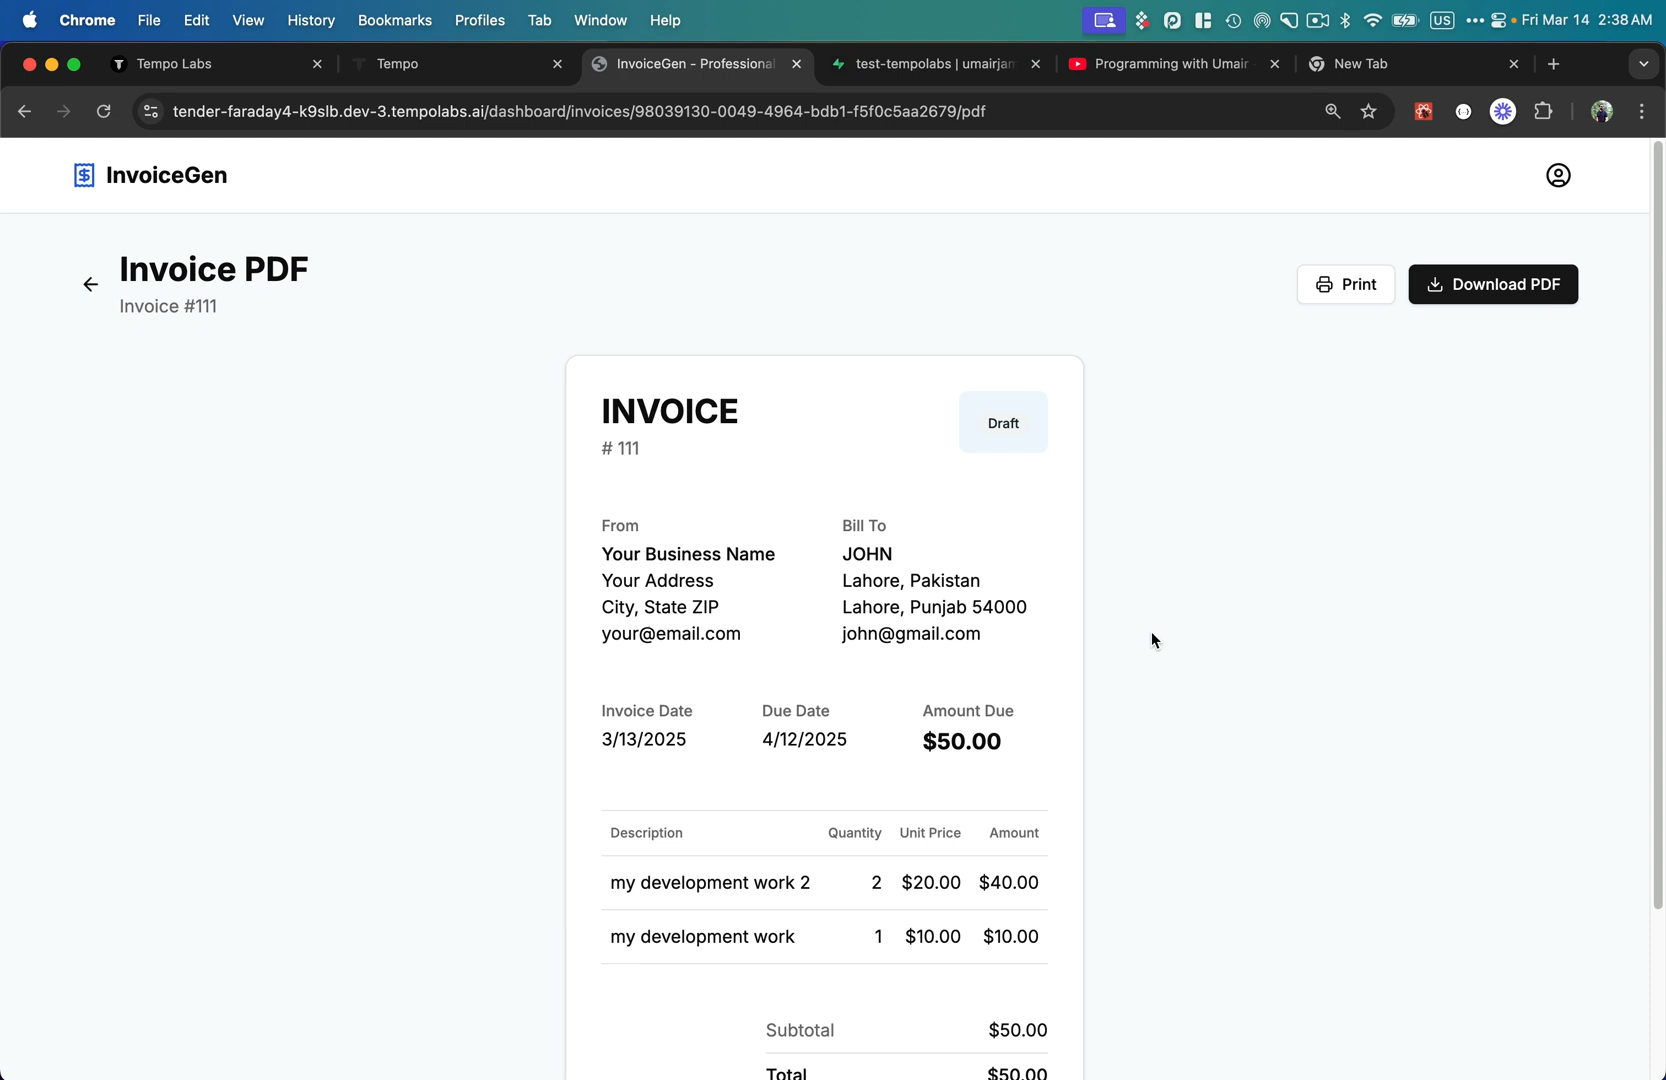 Chrome File Edit View History Bookmarks Profiles Tab Window Help US Fri Mar 14 2:38 AM
Tempo Labs Tempo InvoiceGen - Professional test-tempolabs | umairjam Programming with Umair New Tab
tender-faraday4-k9slb.dev-3.tempolabs.ai/dashboard/invoices/98039130-0049-4964-bdb1-f5f0c5aa2679/pdf
InvoiceGen
Invoice PDF
Invoice #111
Print Download PDF
INVOICE
# 111
Draft
From Bill To
Your Business Name JOHN
Your Address Lahore, Pakistan
City, State ZIP Lahore, Punjab 54000
your@email.com john@gmail.com
Invoice Date Due Date Amount Due
3/13/2025 4/12/2025 $50.00
Description Quantity Unit Price Amount
my development work 2 2 $20.00 $40.00
my development work 1 $10.00 $10.00
Subtotal $50.00
Total $50.00